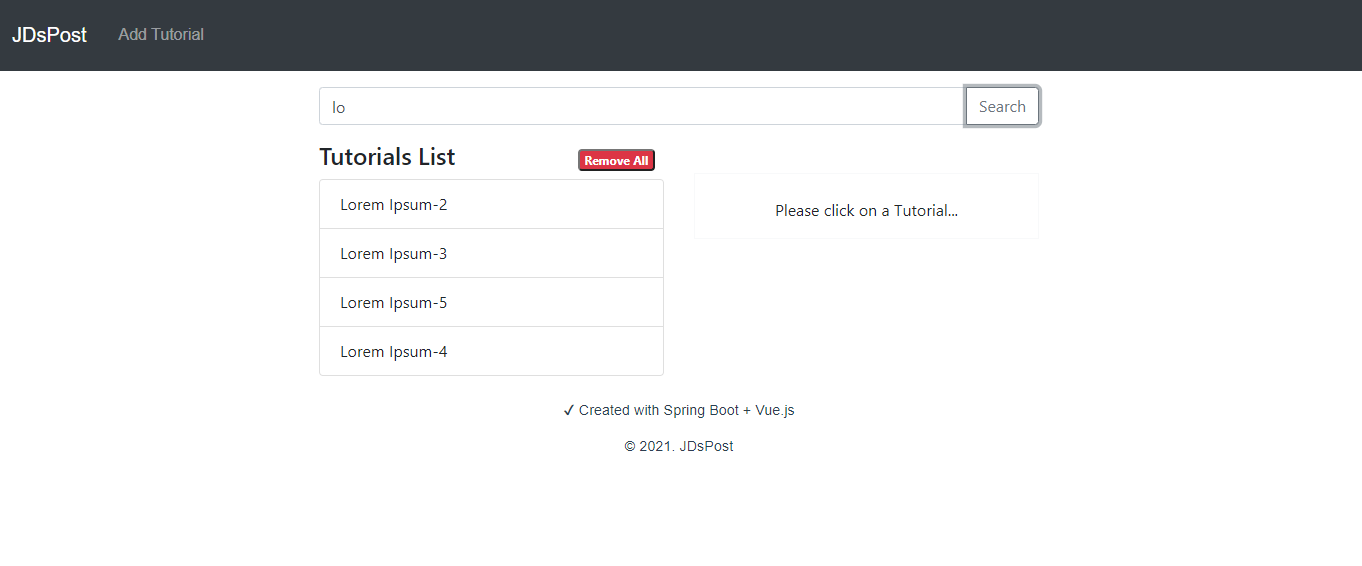 JDsPost Add Tutorial
lo Search
Tutorials List Remove All
Lorem Ipsum-2
Please click on a Tutorial...
Lorem Ipsum-3
Lorem Ipsum-5
Lorem Ipsum-4
✓ Created with Spring Boot + Vue.js
© 2021. JDsPost